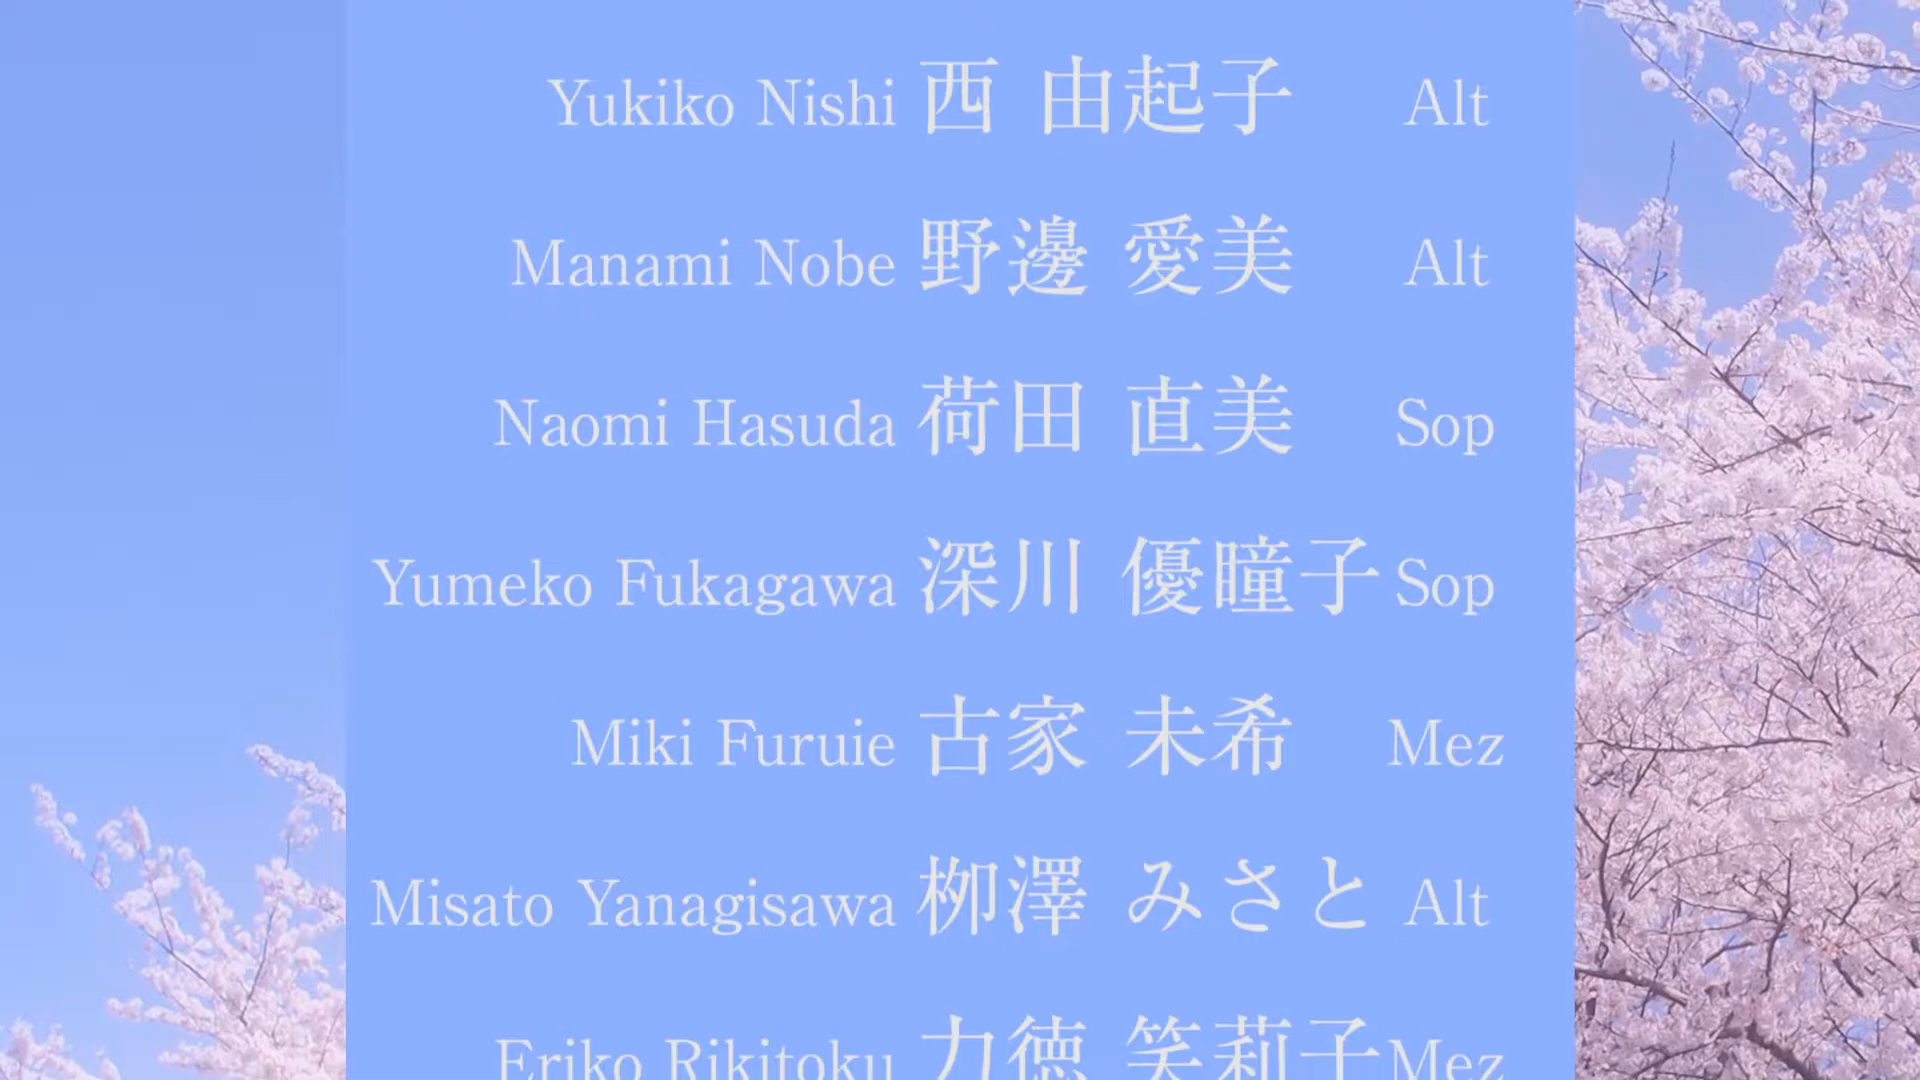 Yukiko Nishi 西 由起子 Alt
Manami Nobe 野邊 愛美 Alt
Naomi Hasuda 荷田 直美 Sop
Yumeko Fukagawa 深川 優瞳子 Sop
Miki Furuie 古家 未希 Mez
Misato Yanagisawa 栁澤 みさと Alt
Eriko Rikitoku 力徳 笑莉子 Mez